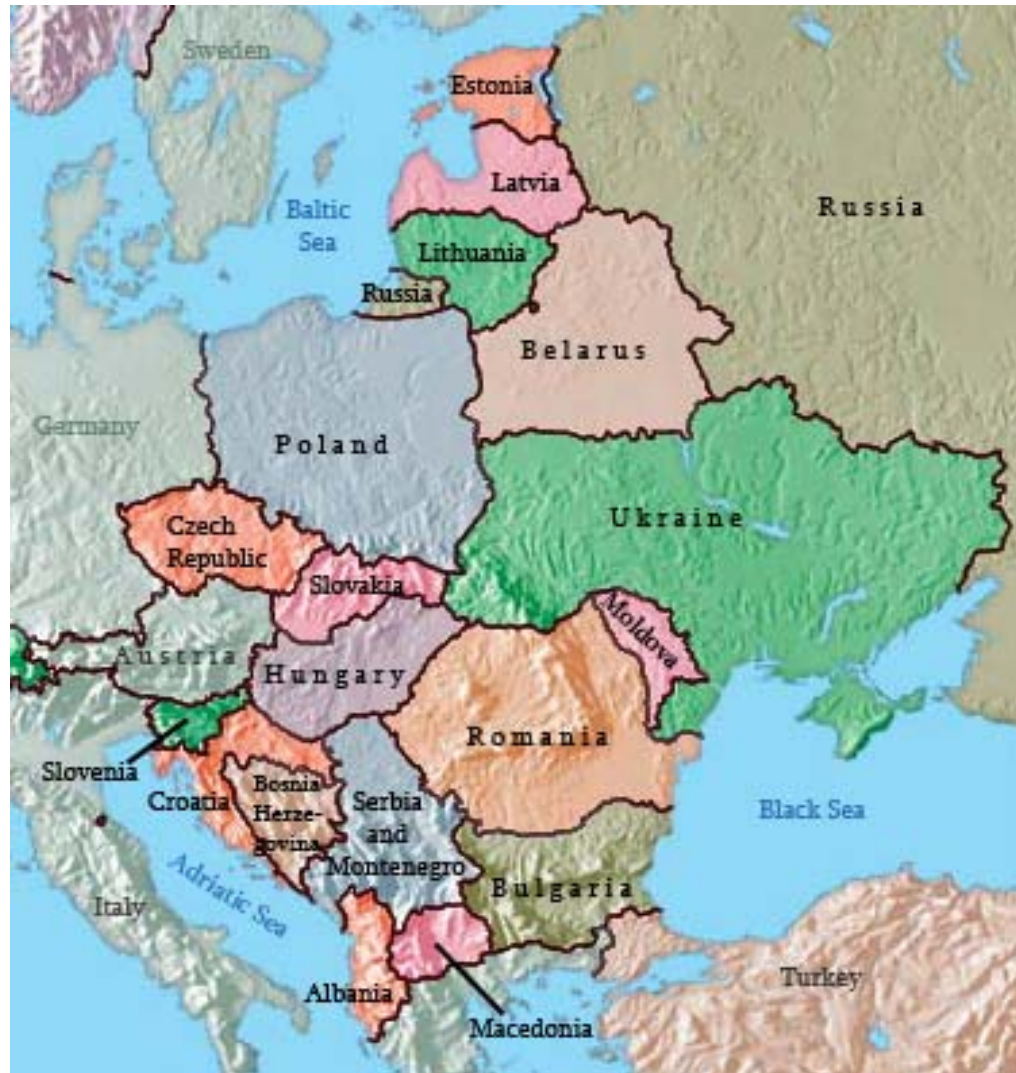 Sweden
Estonia
Latvia
Russia
Baltic
Sea
Lithuania
Russia
Belarus
Germany
Poland
Ukraine
Czech
Republic
Slovakia
Moldova
Austria
Hungary
Romania
Slovenia
Croatia
Bosnia
Herze-
govina
Serbia
and
Montenegro
Black Sea
Adriatic Sea
Italy
Bulgaria
Turkey
Albania
Macedonia